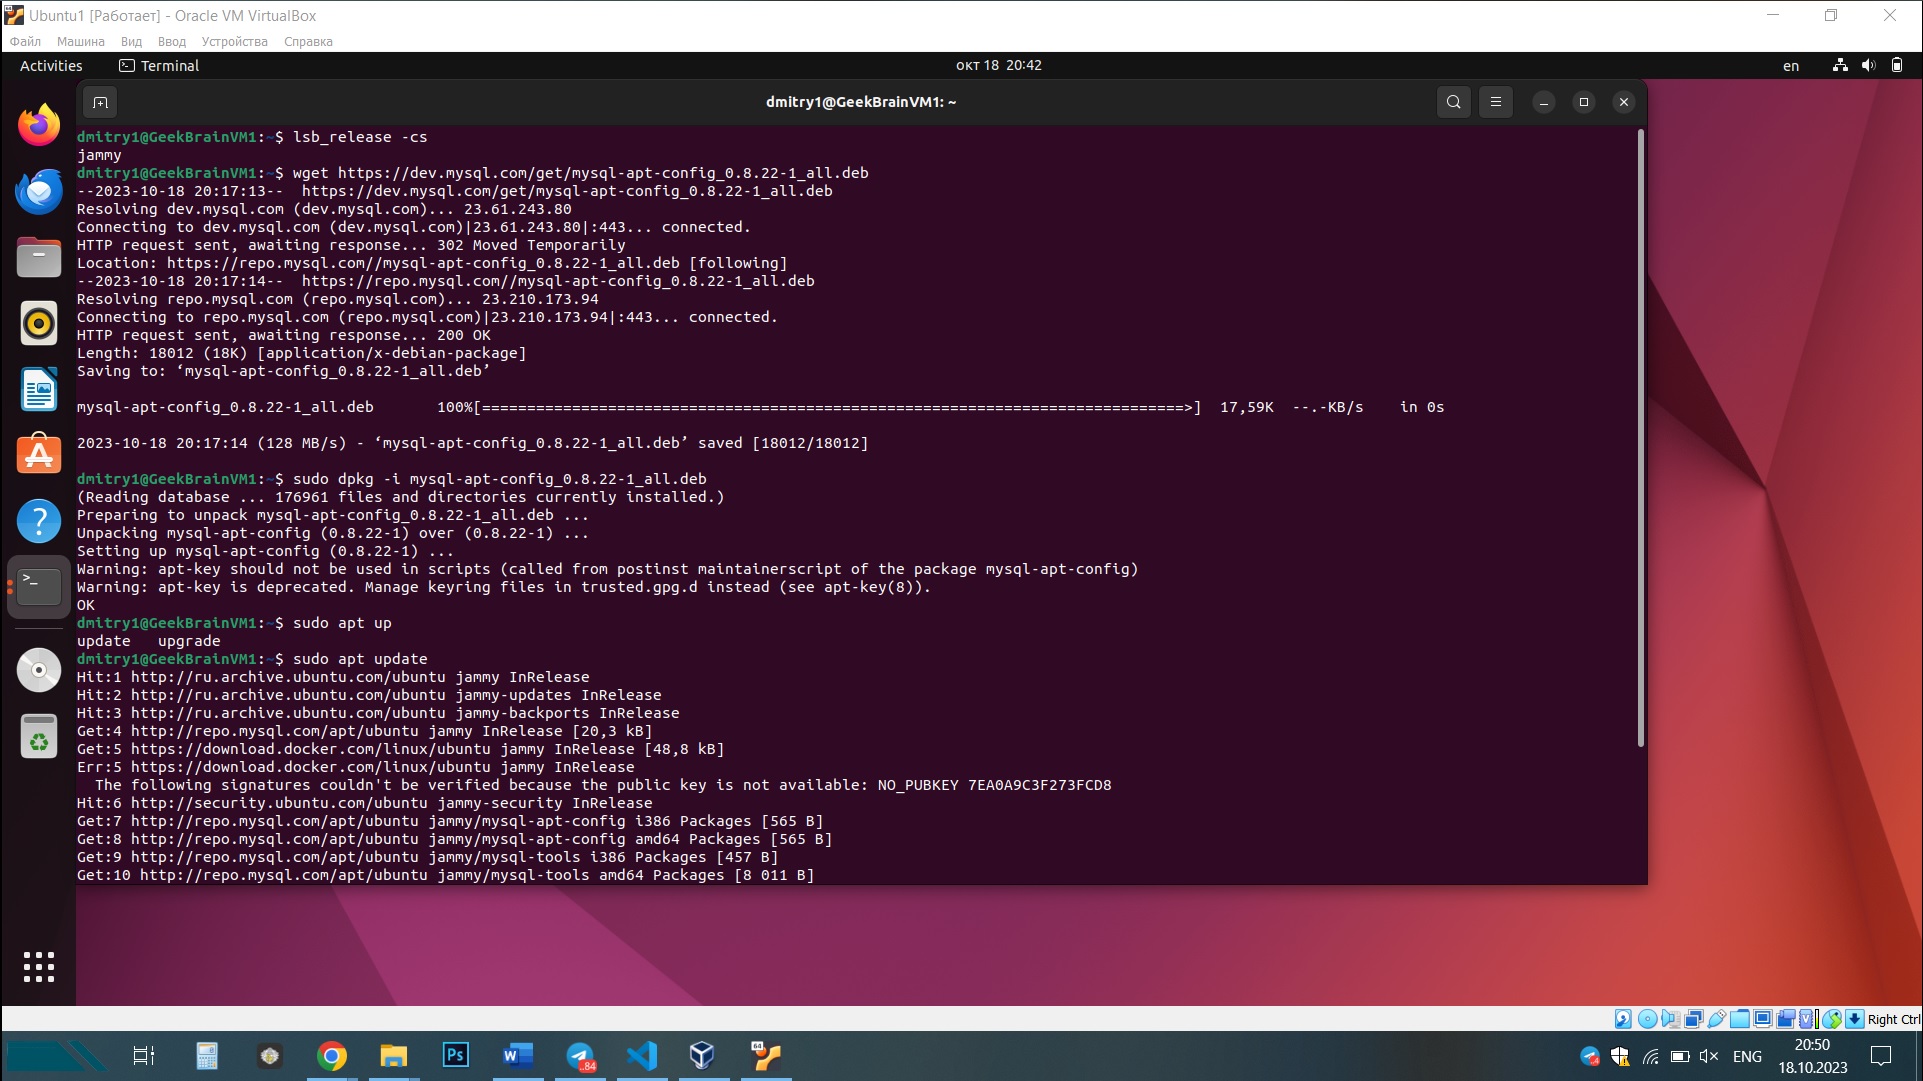 Ubuntu1 [Работает] - Oracle VM VirtualBox
Файл Машина Вид Ввод Устройства Справка
Activities Terminal окт 18 20:42 en
dmitry1@GeekBrainVM1: ~
dmitry1@GeekBrainVM1:~$ lsb_release -cs
jammy
dmitry1@GeekBrainVM1:~$ wget https://dev.mysql.com/get/mysql-apt-config_0.8.22-1_all.deb
--2023-10-18 20:17:13--  https://dev.mysql.com/get/mysql-apt-config_0.8.22-1_all.deb
Resolving dev.mysql.com (dev.mysql.com)... 23.61.243.80
Connecting to dev.mysql.com (dev.mysql.com)|23.61.243.80|:443... connected.
HTTP request sent, awaiting response... 302 Moved Temporarily
Location: https://repo.mysql.com//mysql-apt-config_0.8.22-1_all.deb [following]
--2023-10-18 20:17:14--  https://repo.mysql.com//mysql-apt-config_0.8.22-1_all.deb
Resolving repo.mysql.com (repo.mysql.com)... 23.210.173.94
Connecting to repo.mysql.com (repo.mysql.com)|23.210.173.94|:443... connected.
HTTP request sent, awaiting response... 200 OK
Length: 18012 (18K) [application/x-debian-package]
Saving to: ‘mysql-apt-config_0.8.22-1_all.deb’
mysql-apt-config_0.8.22-1_all.deb 100%[==============================================================================>] 17,59K --.-KB/s in 0s
2023-10-18 20:17:14 (128 MB/s) - ‘mysql-apt-config_0.8.22-1_all.deb’ saved [18012/18012]
dmitry1@GeekBrainVM1:~$ sudo dpkg -i mysql-apt-config_0.8.22-1_all.deb
(Reading database ... 176961 files and directories currently installed.)
Preparing to unpack mysql-apt-config_0.8.22-1_all.deb ...
Unpacking mysql-apt-config (0.8.22-1) over (0.8.22-1) ...
Setting up mysql-apt-config (0.8.22-1) ...
Warning: apt-key should not be used in scripts (called from postinst maintainerscript of the package mysql-apt-config)
Warning: apt-key is deprecated. Manage keyring files in trusted.gpg.d instead (see apt-key(8)).
OK
dmitry1@GeekBrainVM1:~$ sudo apt up
update   upgrade
dmitry1@GeekBrainVM1:~$ sudo apt update
Hit:1 http://ru.archive.ubuntu.com/ubuntu jammy InRelease
Hit:2 http://ru.archive.ubuntu.com/ubuntu jammy-updates InRelease
Hit:3 http://ru.archive.ubuntu.com/ubuntu jammy-backports InRelease
Get:4 http://repo.mysql.com/apt/ubuntu jammy InRelease [20,3 kB]
Get:5 https://download.docker.com/linux/ubuntu jammy InRelease [48,8 kB]
Err:5 https://download.docker.com/linux/ubuntu jammy InRelease
The following signatures couldn't be verified because the public key is not available: NO_PUBKEY 7EA0A9C3F273FCD8
Hit:6 http://security.ubuntu.com/ubuntu jammy-security InRelease
Get:7 http://repo.mysql.com/apt/ubuntu jammy/mysql-apt-config i386 Packages [565 B]
Get:8 http://repo.mysql.com/apt/ubuntu jammy/mysql-apt-config amd64 Packages [565 B]
Get:9 http://repo.mysql.com/apt/ubuntu jammy/mysql-tools i386 Packages [457 B]
Get:10 http://repo.mysql.com/apt/ubuntu jammy/mysql-tools amd64 Packages [8 011 B]
Right Ctrl
Ps W 84 64 ENG 20:50
18.10.2023